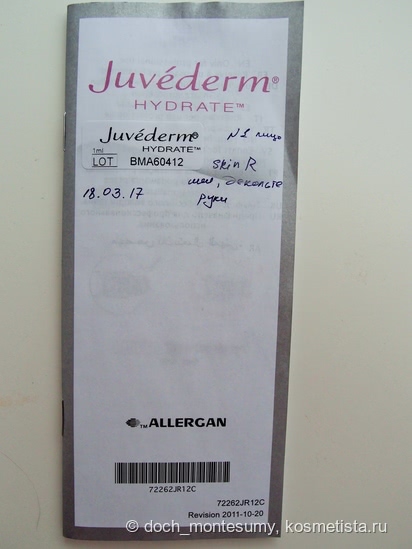 Juvéderm®
HYDRATE™
Juvéderm®
HYDRATE™
1ml
LOT BMA60412
N1 лицо
skin R
шея, декольте
руки
18.03.17
ALLERGAN
72262JR12C
72262JR12C
Revision 2011-10-20
© doch_montesumy, kosmetista.ru